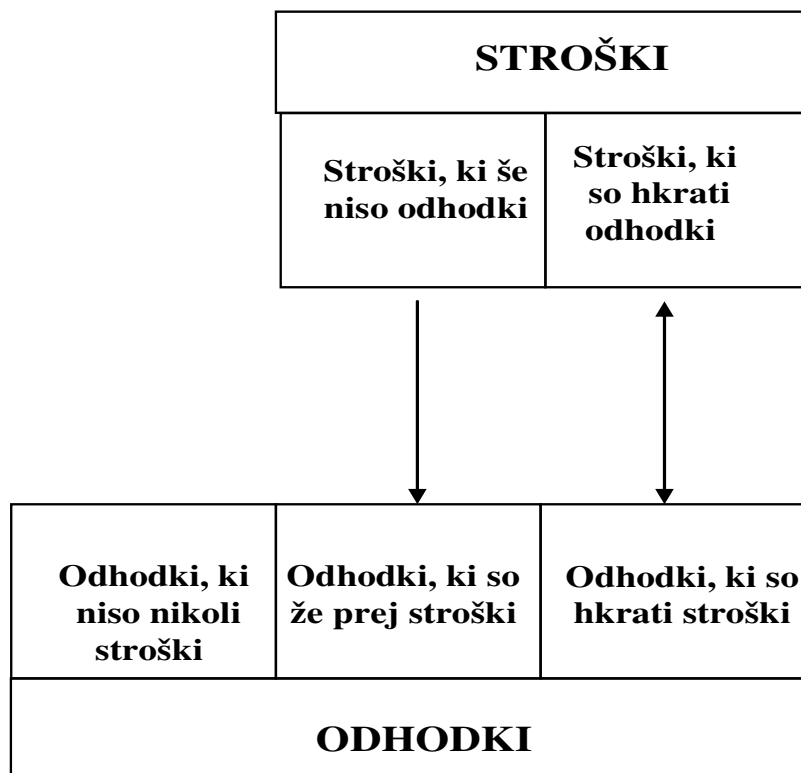 STROŠKI
Stroški, ki še
niso odhodki
Stroški, ki
so hkrati
odhodki
Odhodki, ki
niso nikoli
stroški
Odhodki, ki so
že prej stroški
Odhodki, ki so
hkrati stroški
ODHODKI